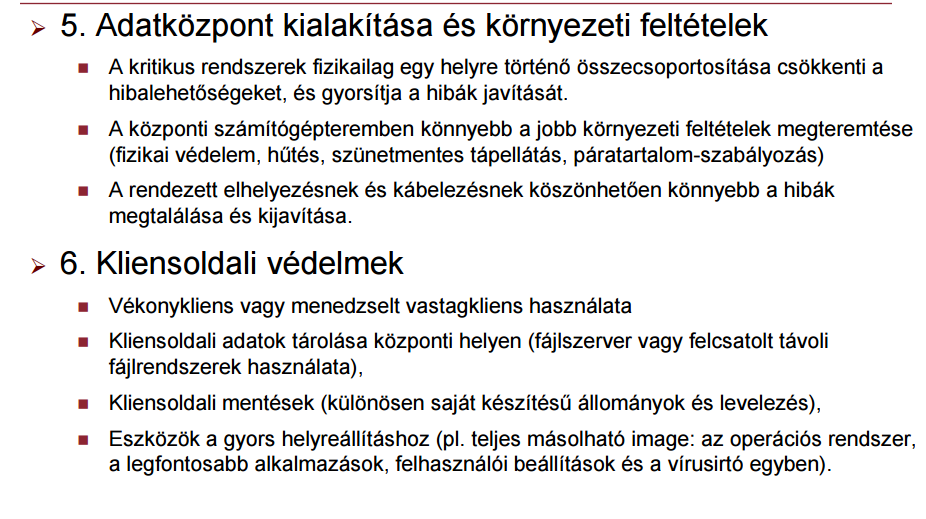 5. Adatközpont kialakítása és környezeti feltételek
A kritikus rendszerek fizikailag egy helyre történő összecsoportosítása csökkenti a
hibalehetőségeket, és gyorsítja a hibák javítását.
A központi számítógépteremben könnyebb a jobb környezeti feltételek megteremtése
(fizikai védelem, hűtés, szünetmentes tápellátás, páratartalom-szabályozás)
A rendezett elhelyezésnek és kábelezésnek köszönhetően könnyebb a hibák
megtalálása és kijavítása.
6. Kliensoldali védelmek
Vékonykliens vagy menedzselt vastagkliens használata
Kliensoldali adatok tárolása központi helyen (fájlszerver vagy felcsatolt távoli
fájlrendszerek használata),
Kliensoldali mentések (különösen saját készítésű állományok és levelezés),
Eszközök a gyors helyreállításhoz (pl. teljes másolható image: az operációs rendszer,
a legfontosabb alkalmazások, felhasználói beállítások és a vírusirtó egyben).